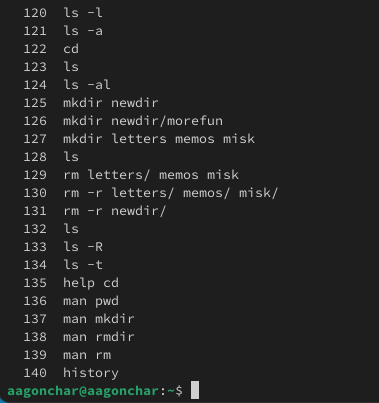 120 ls -l
121 ls -a
122 cd
123 ls
124 ls -al
125 mkdir newdir
126 mkdir newdir/morefun
127 mkdir letters memos misk
128 ls
129 rm letters/ memos misk
130 rm -r letters/ memos/ misk/
131 rm -r newdir/
132 ls
133 ls -R
134 ls -t
135 help cd
136 man pwd
137 man mkdir
138 man rmdir
139 man rm
140 history
aagonchar@aagonchar:~$